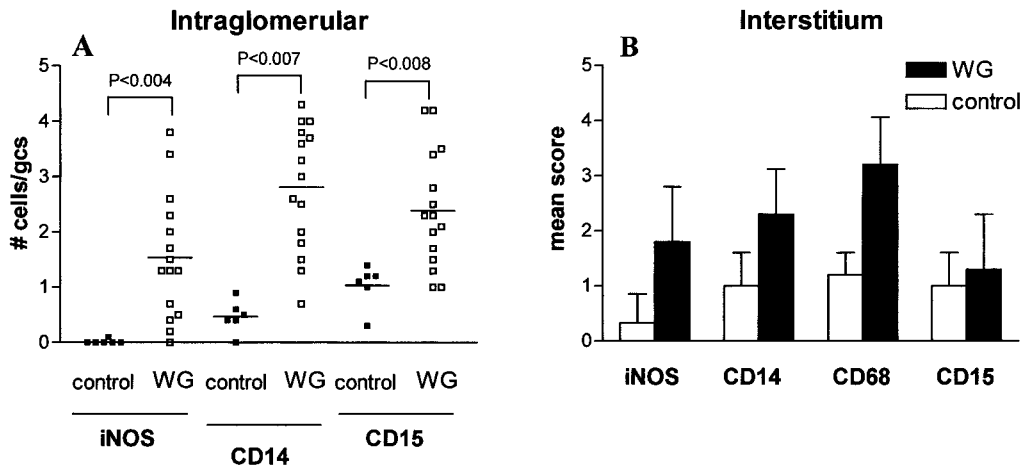 Intraglomerular
A
P<0.004
P<0.007
P<0.008
# cells/gcs
5
4
3
2
1
0
control WG control WG control WG
iNOS
CD14
CD15
Interstitium
B
WG
control
mean score
5
4
3
2
1
0
iNOS CD14 CD68 CD15